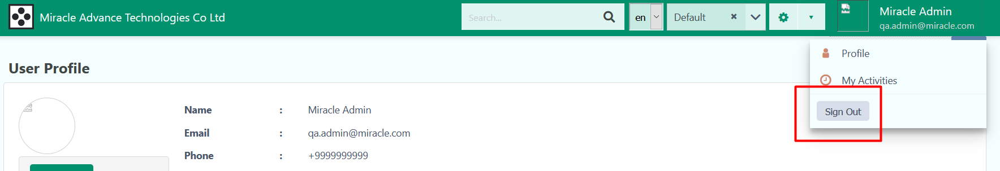 Miracle Advance Technologies Co Ltd
Search...
en
Default
Miracle Admin
qa.admin@miracle.com
Profile
My Activities
Sign Out
User Profile
Name : Miracle Admin
Email : qa.admin@miracle.com
Phone : +9999999999